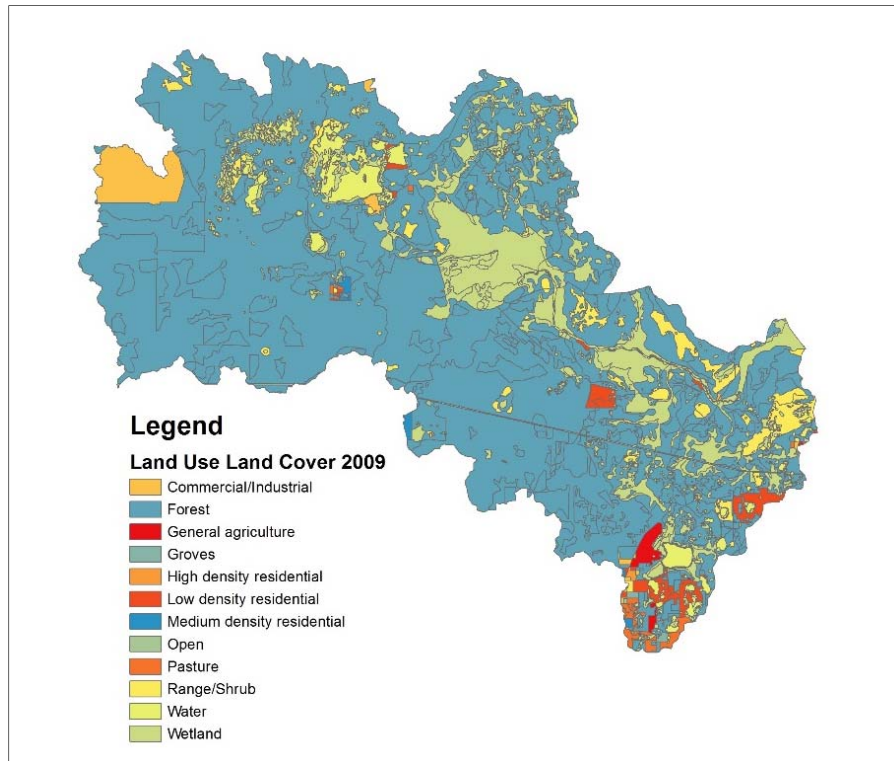 Legend
Land Use Land Cover 2009
Commercial/Industrial
Forest
General agriculture
Groves
High density residential
Low density residential
Medium density residential
Open
Pasture
Range/Shrub
Water
Wetland